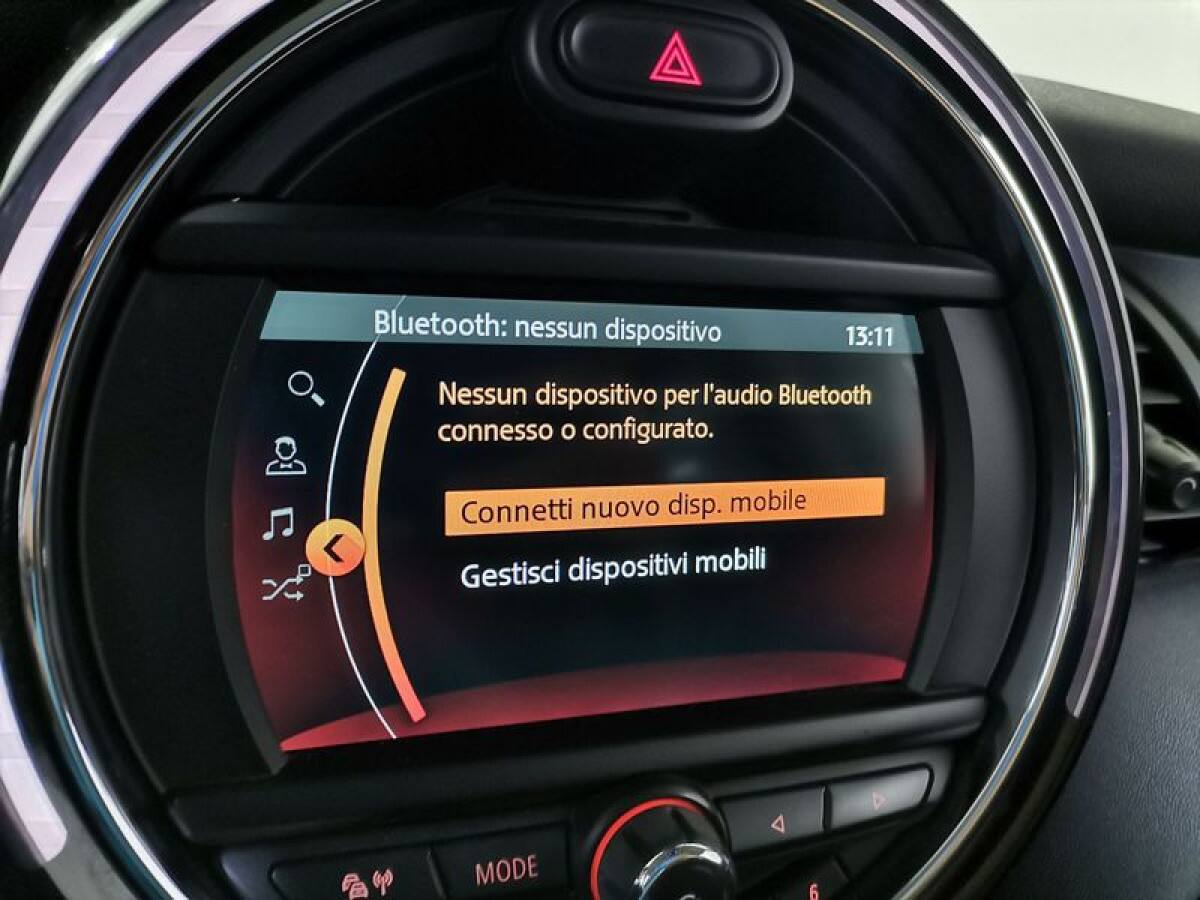 Bluetooth: nessun dispositivo 13:11
Nessun dispositivo per l'audio Bluetooth
connesso o configurato.
Connetti nuovo disp. mobile
Gestisci dispositivi mobili
MODE
6